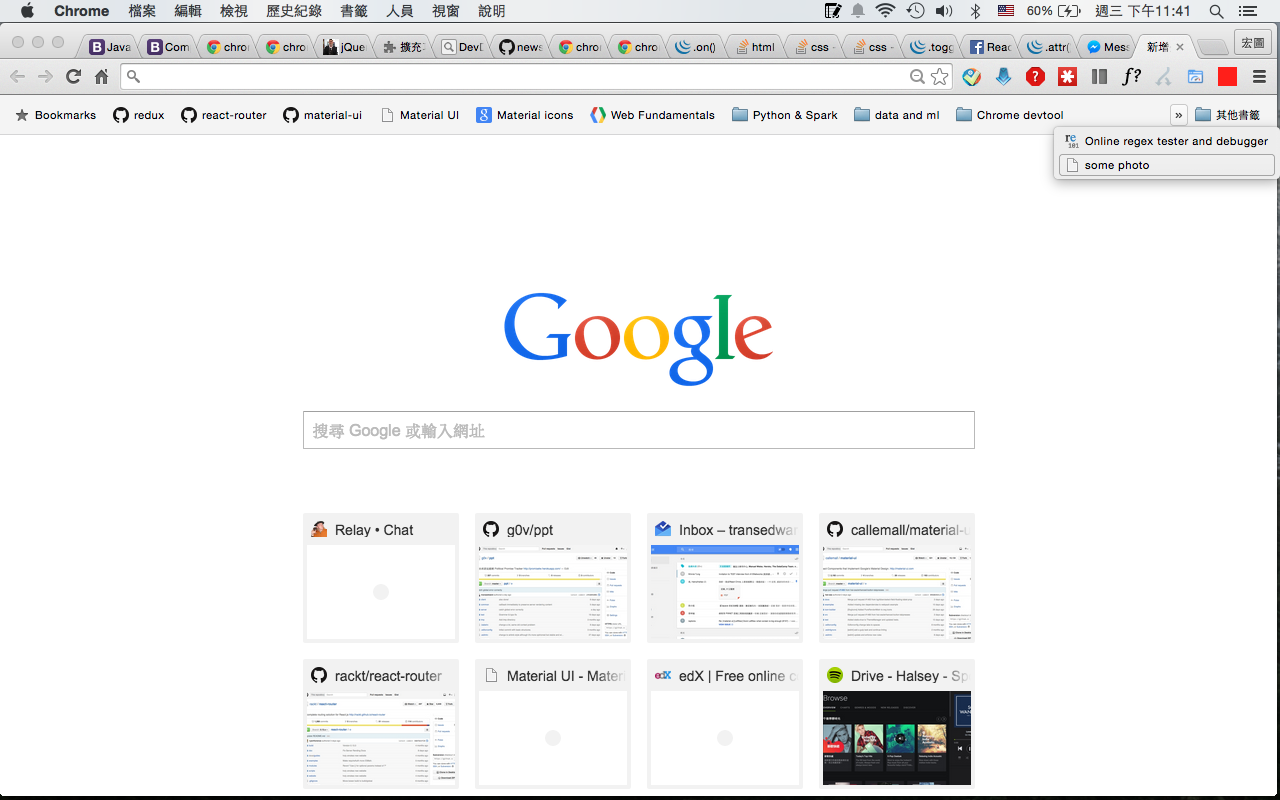 Chrome 檔案 編輯 檢視 歷史紀錄 書籤 人員 視窗 說明 60% 週三 下午11:41
Java Com chro chro jQue 擴充 DevD news chro chro .on() html css - css - .togg Reac .attr( Mess 新增 宏圖
f?
Bookmarks redux react-router material-ui Material UI Material icons Web Fundamentals Python & Spark data and ml Chrome devtool » 其他書籤
Online regex tester and debugger
some photo
Google
搜尋 Google 或輸入網址
Relay • Chat g0v/ppt Inbox – transedwar callemall/material-u
rackt/react-router Material UI - Materi edX | Free online c Drive - Halsey - Sp
Browse